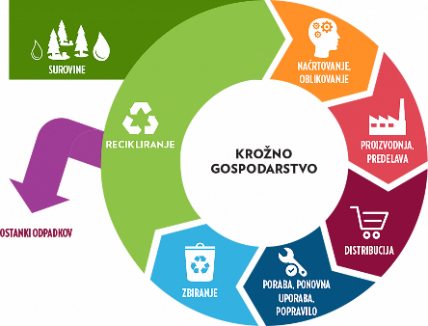 SUROVINE
NAČRTOVANJE,
OBLIKOVANJE
RECIKLIRANJE
PROIZVODNJA,
PREDELAVA
KROŽNO
GOSPODARSTVO
OSTANKI ODPADKOV
DISTRIBUCIJA
ZBIRANJE
PORABA, PONOVNA
UPORABA,
POPRAVILO